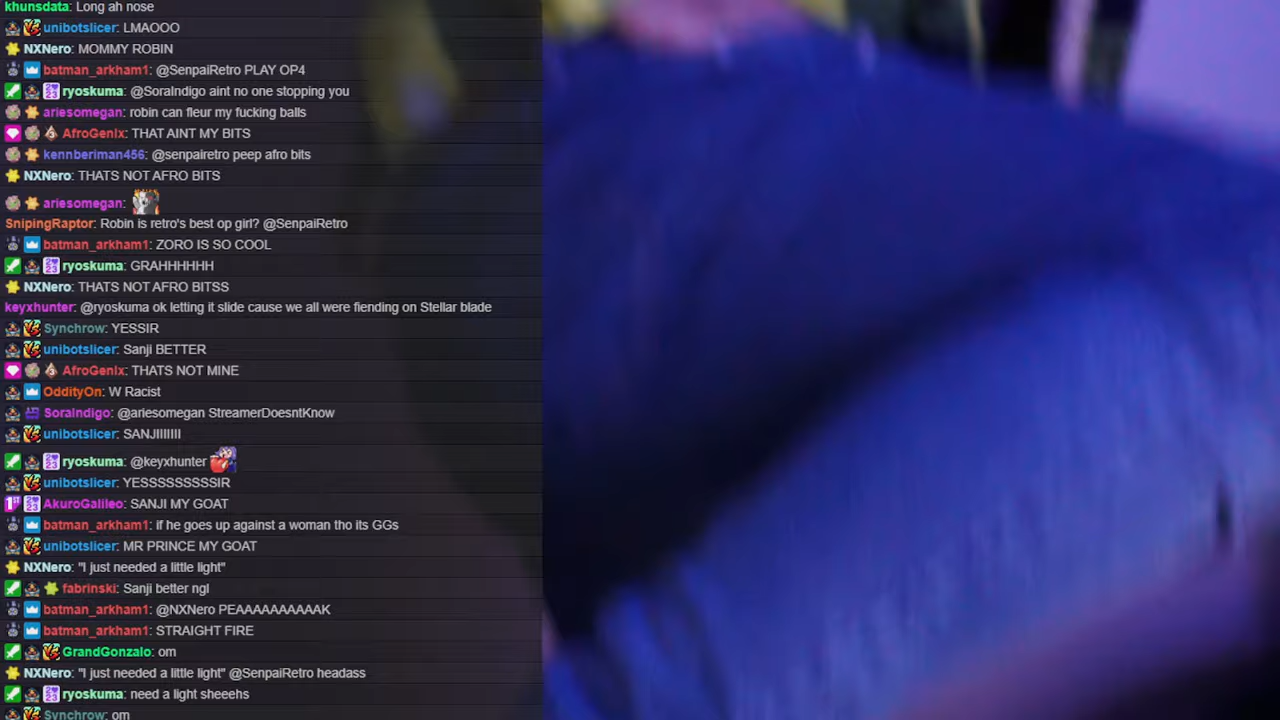 khunsdata: Long ah nose
unibotslicer: LMAOOO
NXNero: MOMMY ROBIN
batman_arkham1: @SenpaiRetro PLAY OP4
ryoskuma: @SoraIndigo aint no one stopping you
ariesomegan: robin can fleur my fucking balls
AfroGenIx: THAT AINT MY BITS
kennberiman456: @senpairetro peep afro bits
NXNero: THATS NOT AFRO BITS
ariesomegan:
SnipingRaptor: Robin is retro's best op girl? @SenpaiRetro
batman_arkham1: ZORO IS SO COOL
ryoskuma: GRAHHHHHH
NXNero: THATS NOT AFRO BITSS
keyxhunter: @ryoskuma ok letting it slide cause we all were fiending on Stellar blade
Synchrow: YESSIR
unibotslicer: Sanji BETTER
AfroGenIx: THATS NOT MINE
OddityOn: W Racist
SoraIndigo: @ariesomegan StreamerDoesntKnow
unibotslicer: SANJIIIIIII
ryoskuma: @keyxhunter
unibotslicer: YESSSSSSSSSIR
AkuroGalileo: SANJI MY GOAT
batman_arkham1: if he goes up against a woman tho its GGs
unibotslicer: MR PRINCE MY GOAT
NXNero: "I just needed a little light"
fabrinski: Sanji better ngl
batman_arkham1: @NXNero PEAAAAAAAAAAK
batman_arkham1: STRAIGHT FIRE
GrandGonzalo: om
NXNero: "I just needed a little light" @SenpaiRetro headass
ryoskuma: need a light sheeehs
Synchrow: om